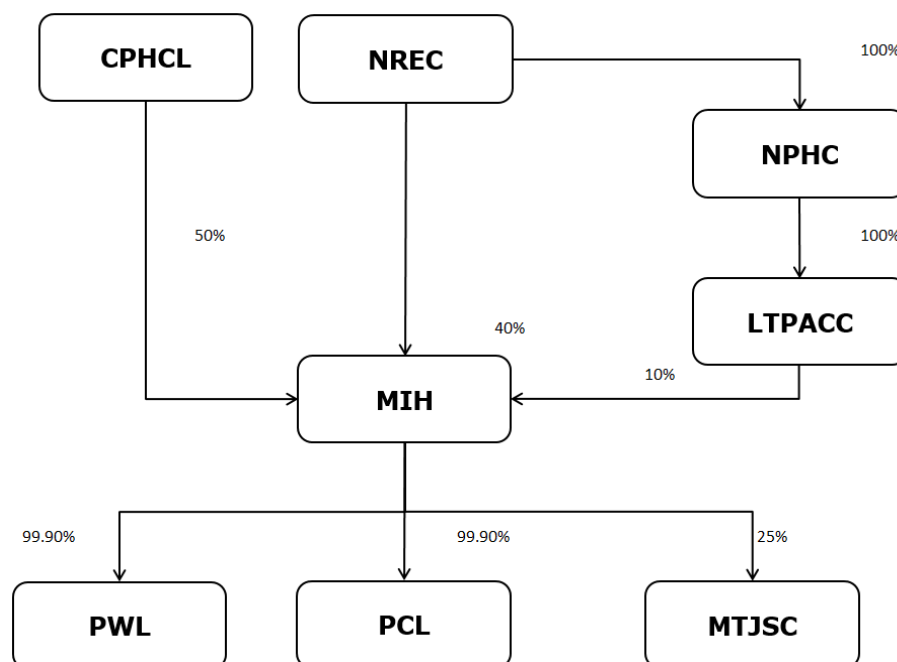 CPHCL
NREC
100%
NPHC
50%
100%
LTPACC
40%
10%
MIH
99.90%
99.90%
25%
PWL
PCL
MTJSC